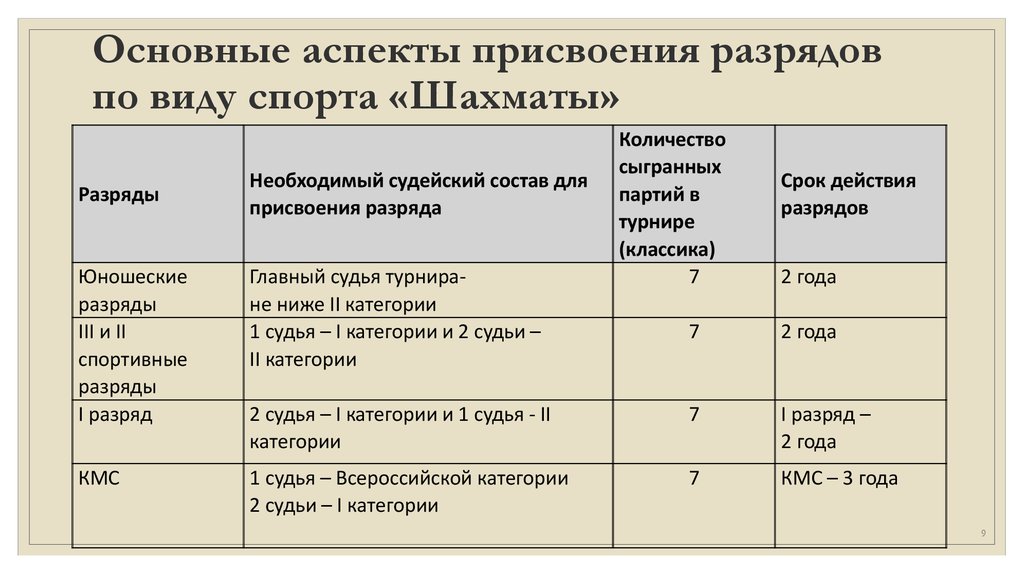 Основные аспекты присвоения разрядов
по виду спорта «Шахматы»
Разряды
Необходимый судейский состав для
присвоения разряда
Количество
сыгранных
партий в
турнире
(классика)
Срок действия
разрядов
Юношеские
разряды
Главный судья турнира-
не ниже II категории
7
2 года
III и II
спортивные
разряды
1 судья – I категории и 2 судьи –
II категории
7
2 года
I разряд
2 судья – I категории и 1 судья - II
категории
7
I разряд –
2 года
КМС
1 судья – Всероссийской категории
2 судьи – I категории
7
КМС – 3 года
9